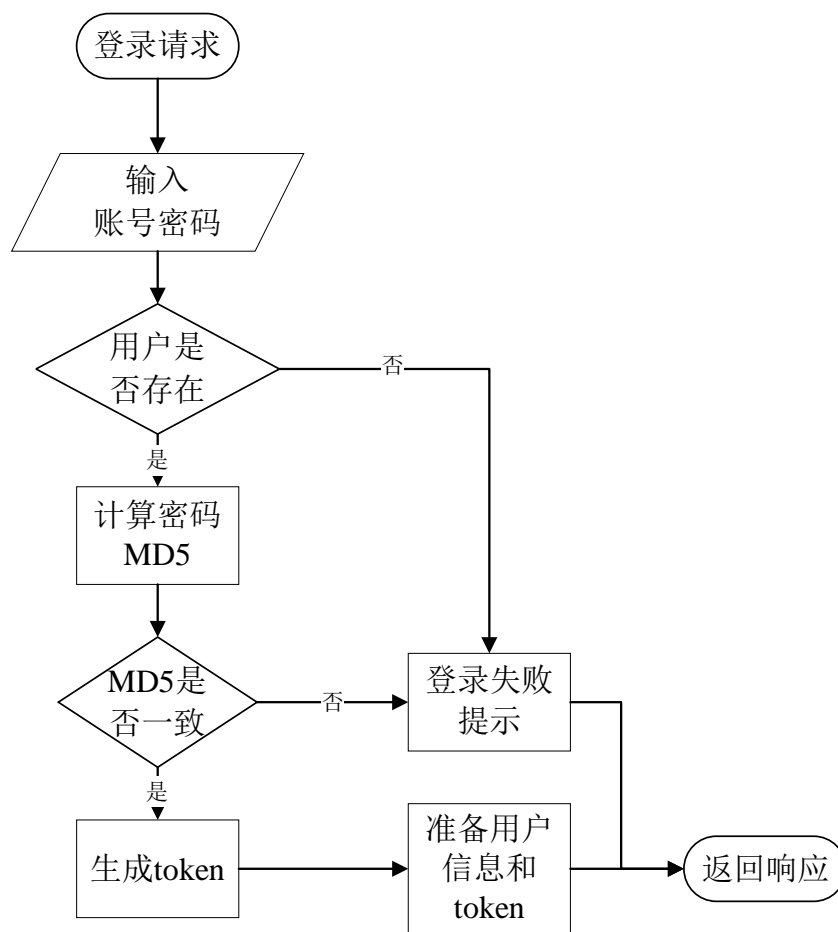 登录请求
输入
账号密码
用户是
否存在
否
是
计算密码
MD5
MD5是
否一致
否
登录失败
提示
是
生成token
准备用户
信息和
token
返回响应